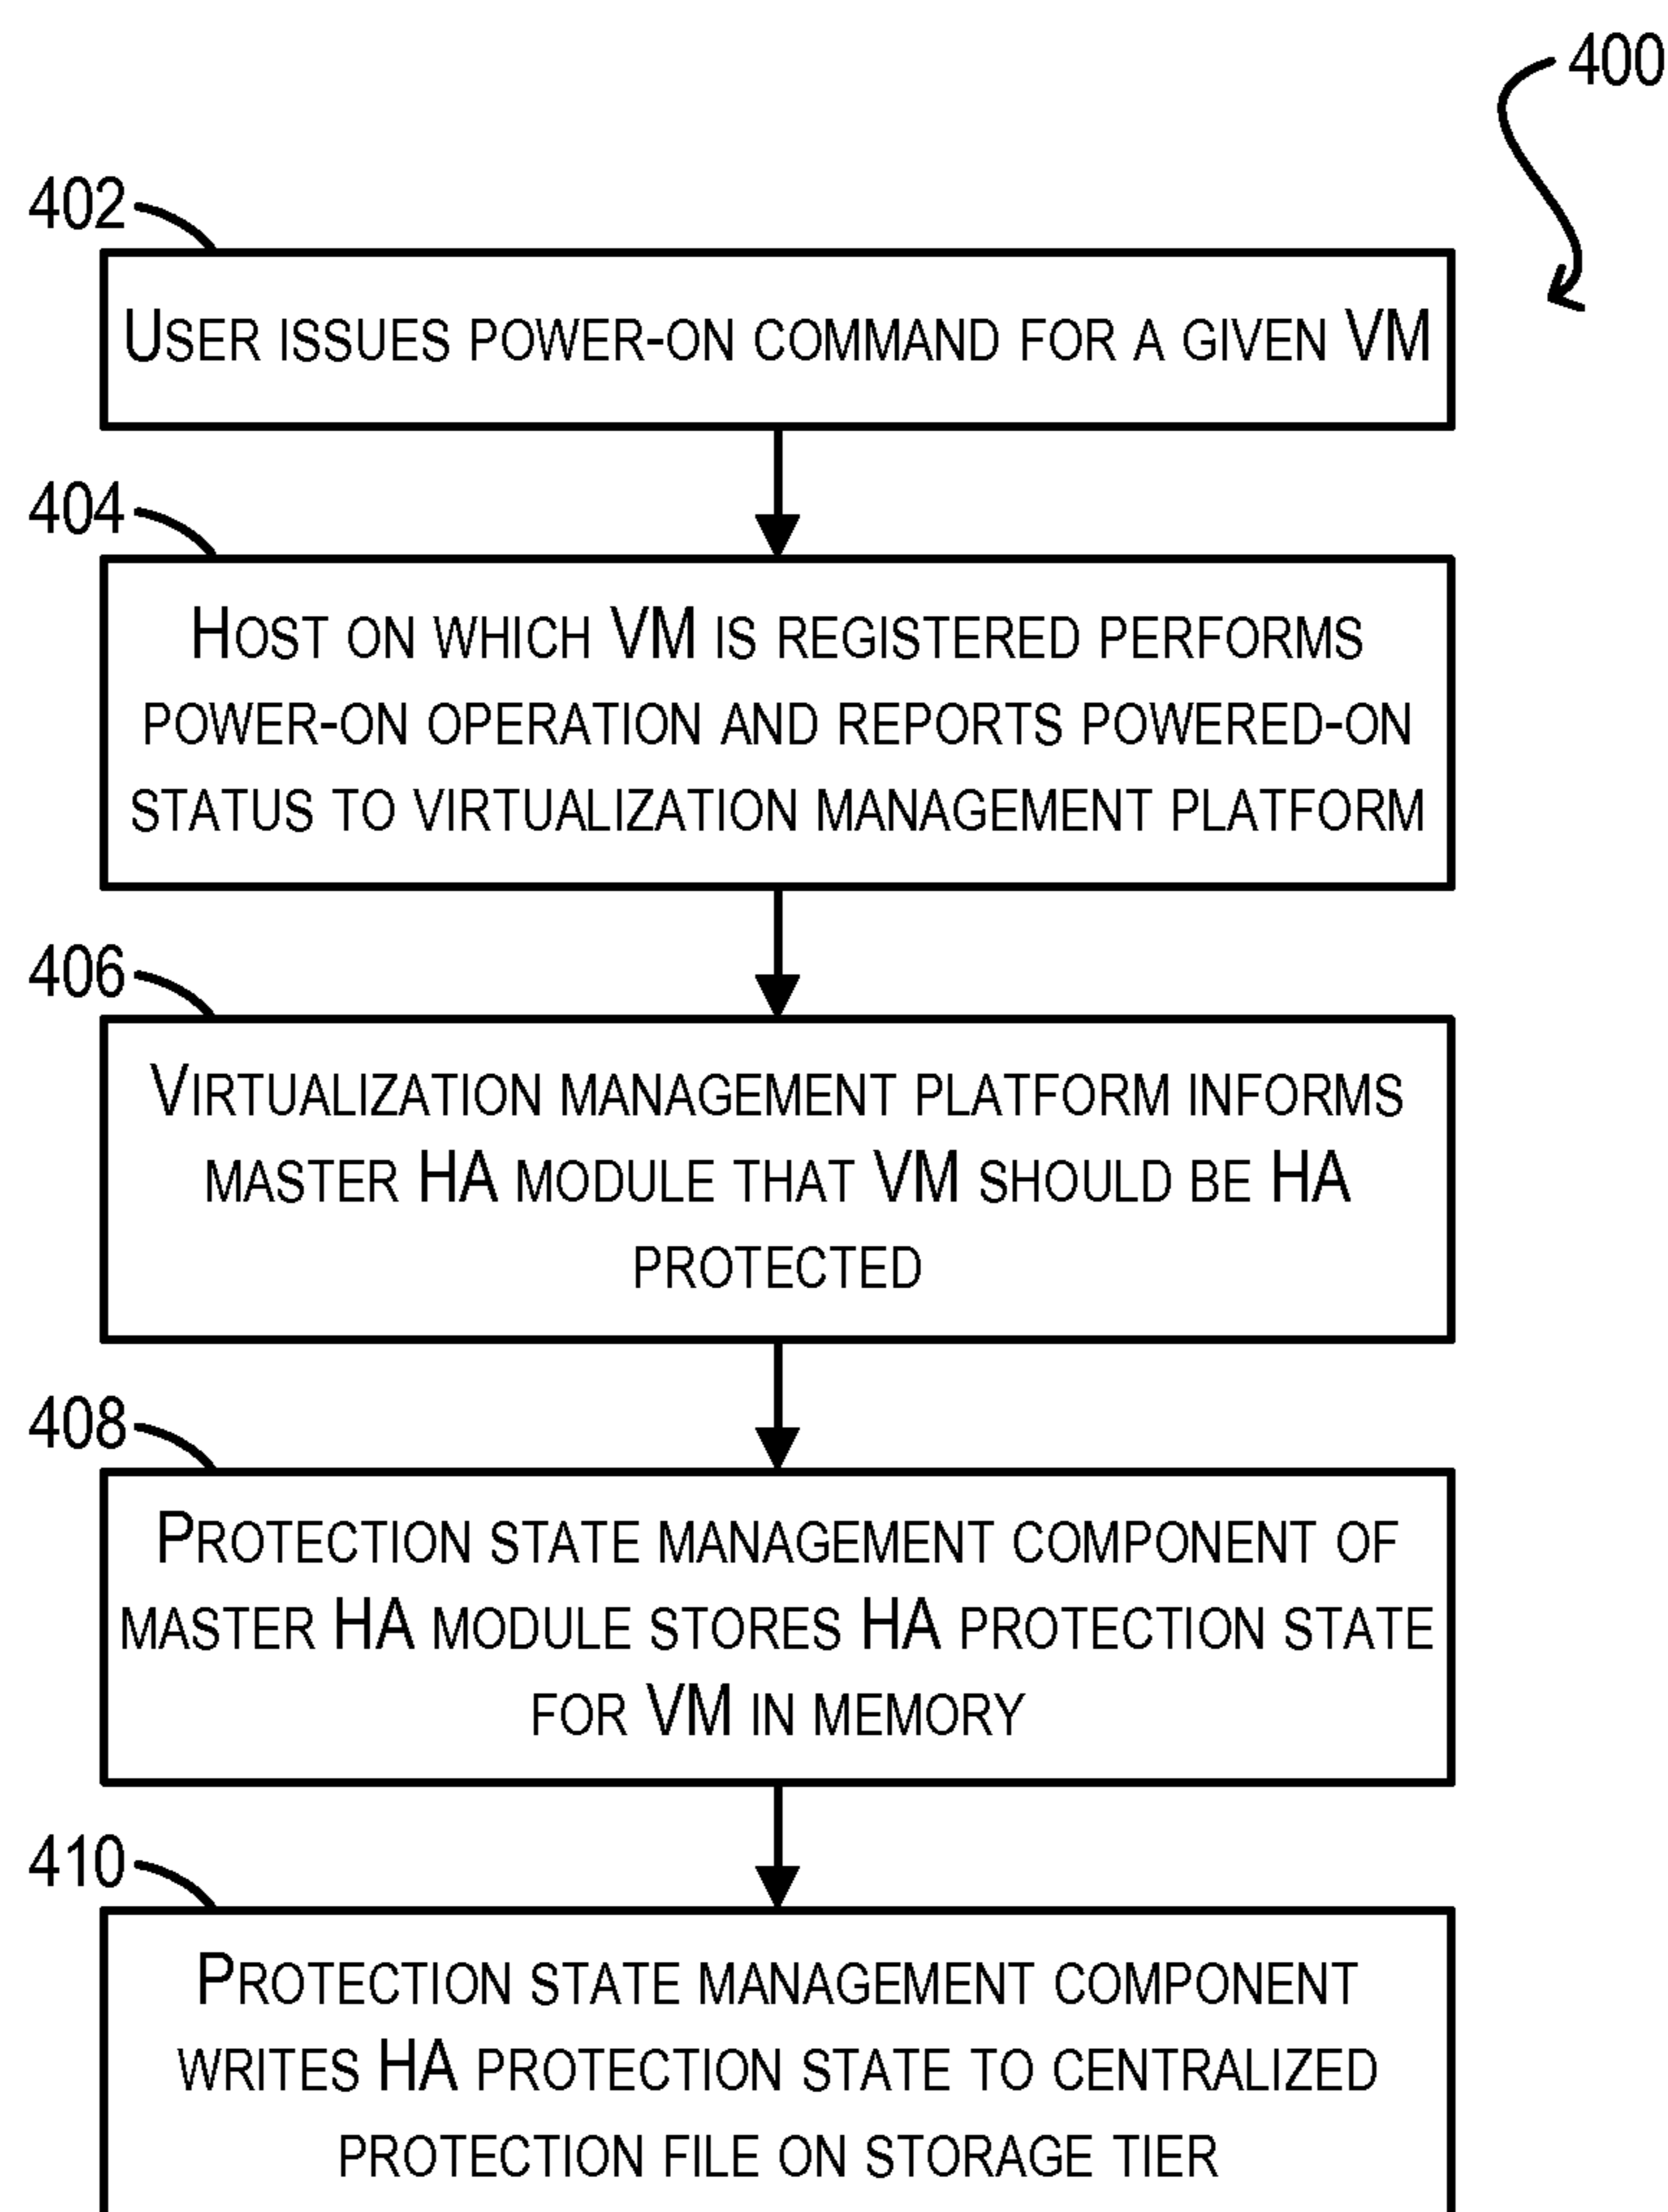 400
402
USER ISSUES POWER-ON COMMAND FOR A GIVEN VM
404
HOST ON WHICH VM IS REGISTERED PERFORMS
POWER-ON OPERATION AND REPORTS POWERED-ON
STATUS TO VIRTUALIZATION MANAGEMENT PLATFORM
406
VIRTUALIZATION MANAGEMENT PLATFORM INFORMS
MASTER HA MODULE THAT VM SHOULD BE HA
PROTECTED
408
PROTECTION STATE MANAGEMENT COMPONENT OF
MASTER HA MODULE STORES HA PROTECTION STATE
FOR VM IN MEMORY
410
PROTECTION STATE MANAGEMENT COMPONENT
WRITES HA PROTECTION STATE TO CENTRALIZED
PROTECTION FILE ON STORAGE TIER